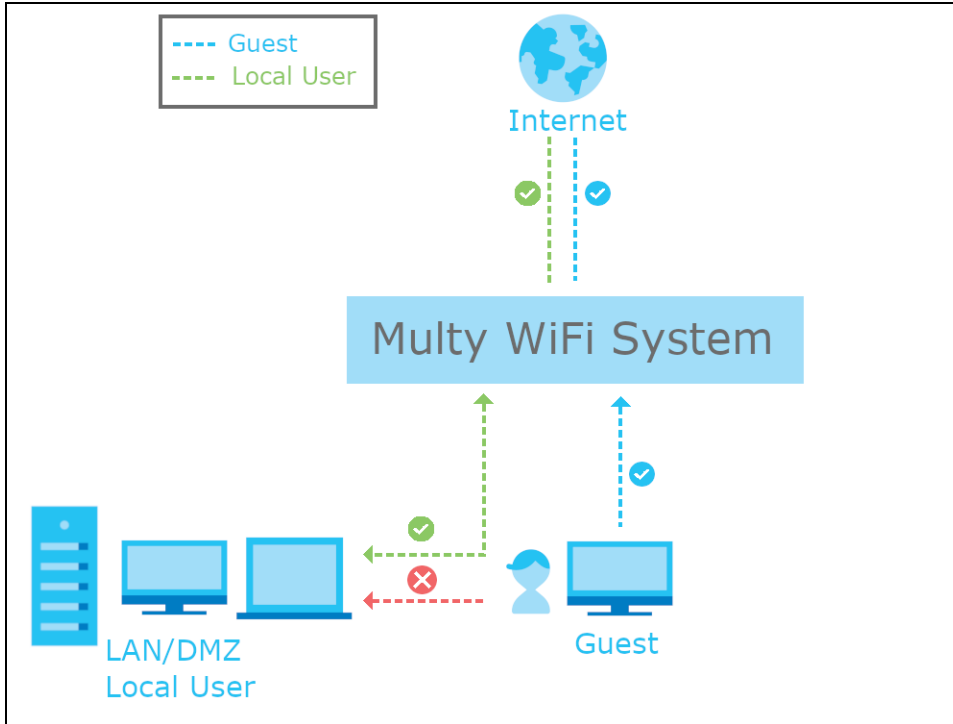 Guest
Local User
Internet
Multy WiFi System
LAN/DMZ
Local User
Guest